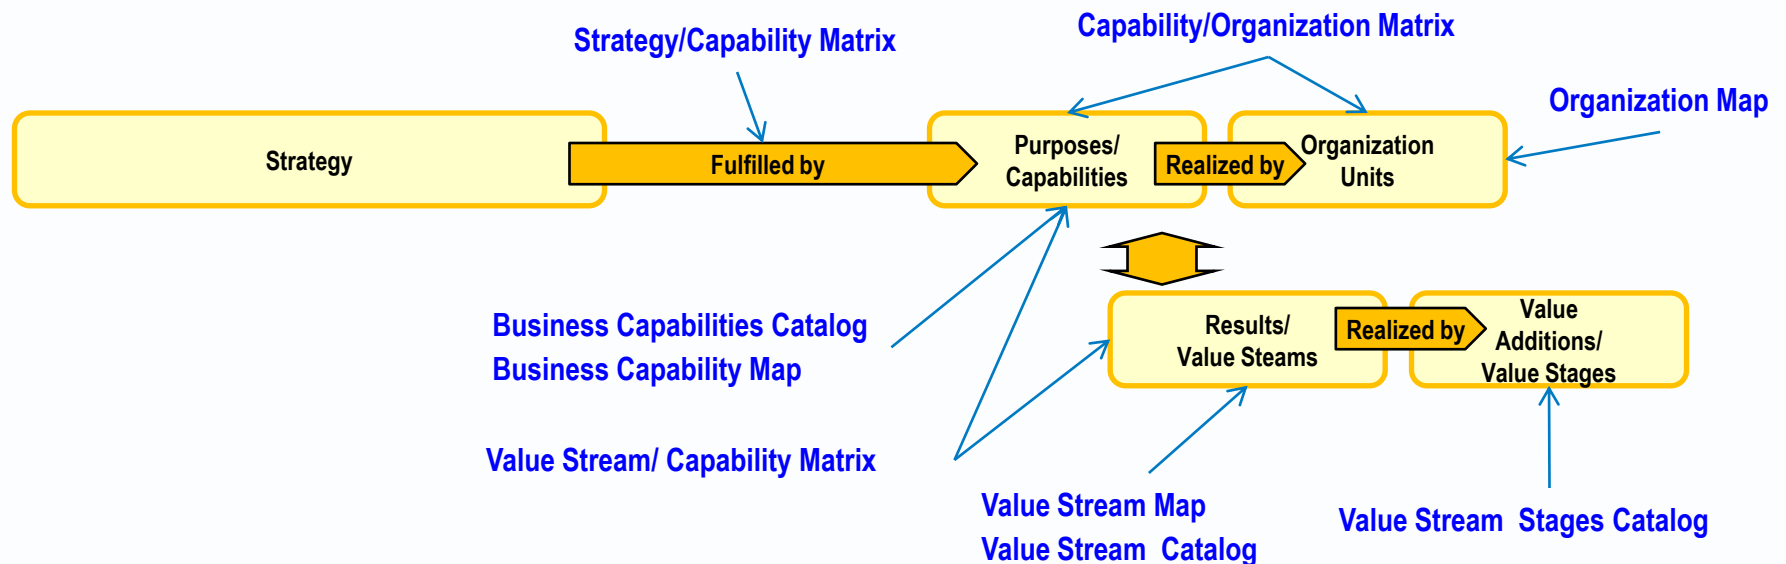 Strategy/Capability Matrix
Capability/Organization Matrix
Organization Map
Strategy
Fulfilled by
Purposes/
Capabilities
Realized by
Organization
Units
Business Capabilities Catalog
Business Capability Map
Results/
Value Steams
Realized by
Value
Additions/
Value Stages
Value Stream/ Capability Matrix
Value Stream Map
Value Stream  Catalog
Value Stream  Stages Catalog